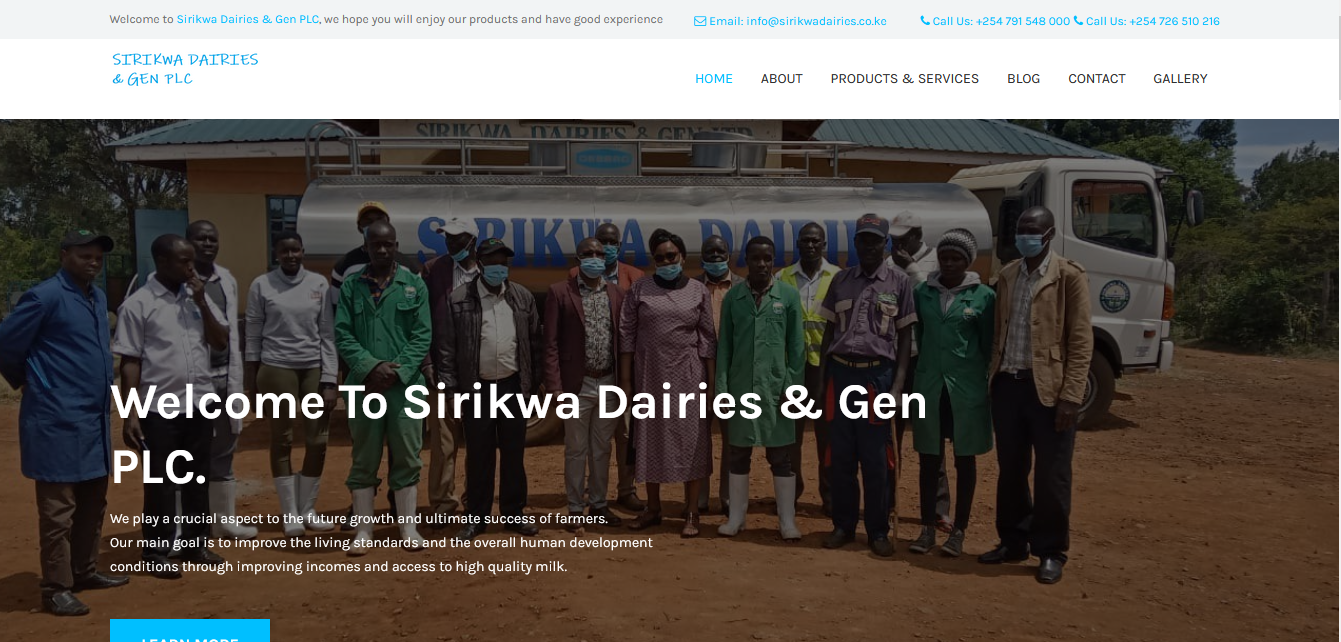 Welcome to Sirikwa Dairies & Gen PLC, we hope you will enjoy our products and have good experience
Email: info@sirikwadairies.co.ke
Call Us: +254 791 548 000 Call Us: +254 726 510 216
SIRIKWA DAIRIES
& GEN PLC
HOME ABOUT PRODUCTS & SERVICES BLOG CONTACT GALLERY
SIRIKWA DAIRIES & GEN LTD
SIRIKWA DAIRIES
Welcome To Sirikwa Dairies & Gen
PLC.
We play a crucial aspect to the future growth and ultimate success of farmers.
Our main goal is to improve the living standards and the overall human development
conditions through improving incomes and access to high quality milk.
LEARN MORE